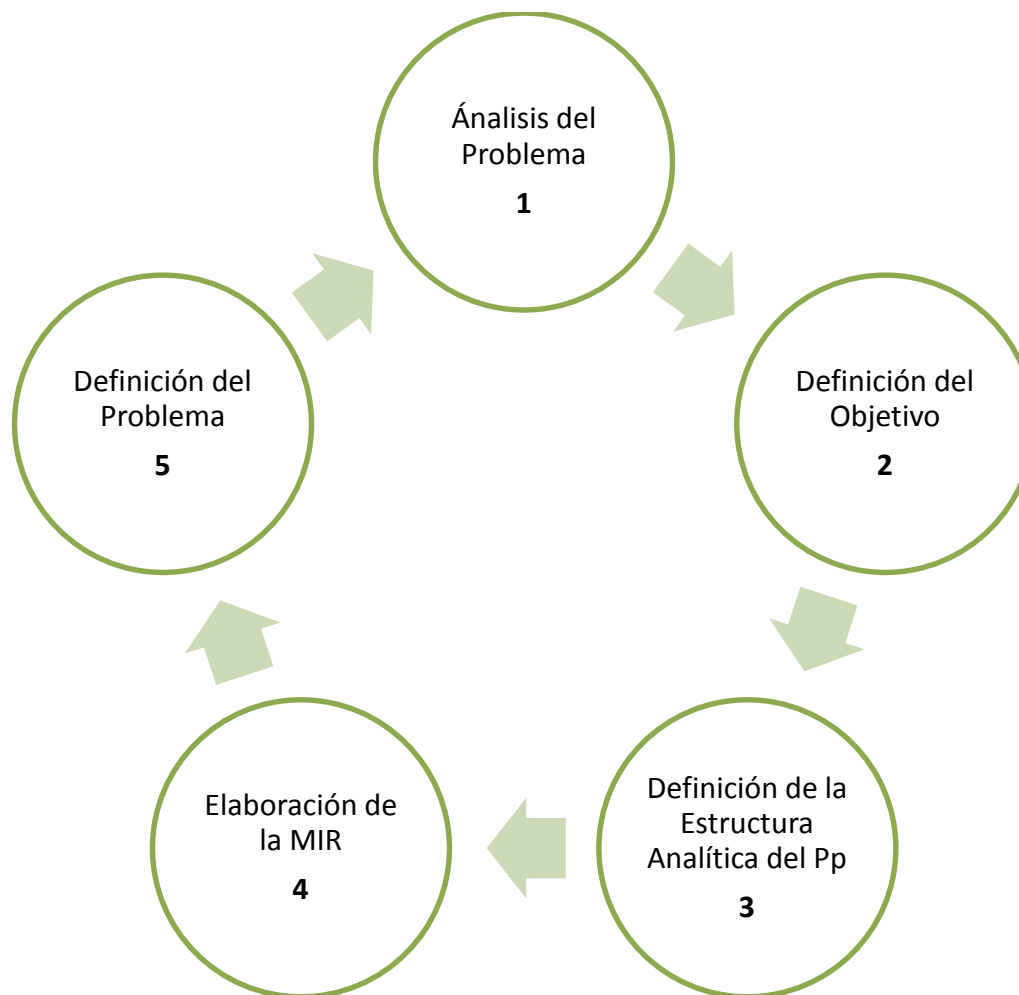 Ánalisis del
Problema
1
Definición del
Objetivo
2
Definición de la
Estructura
Analítica del Pp
3
Elaboración de
la MIR
4
Definición del
Problema
5